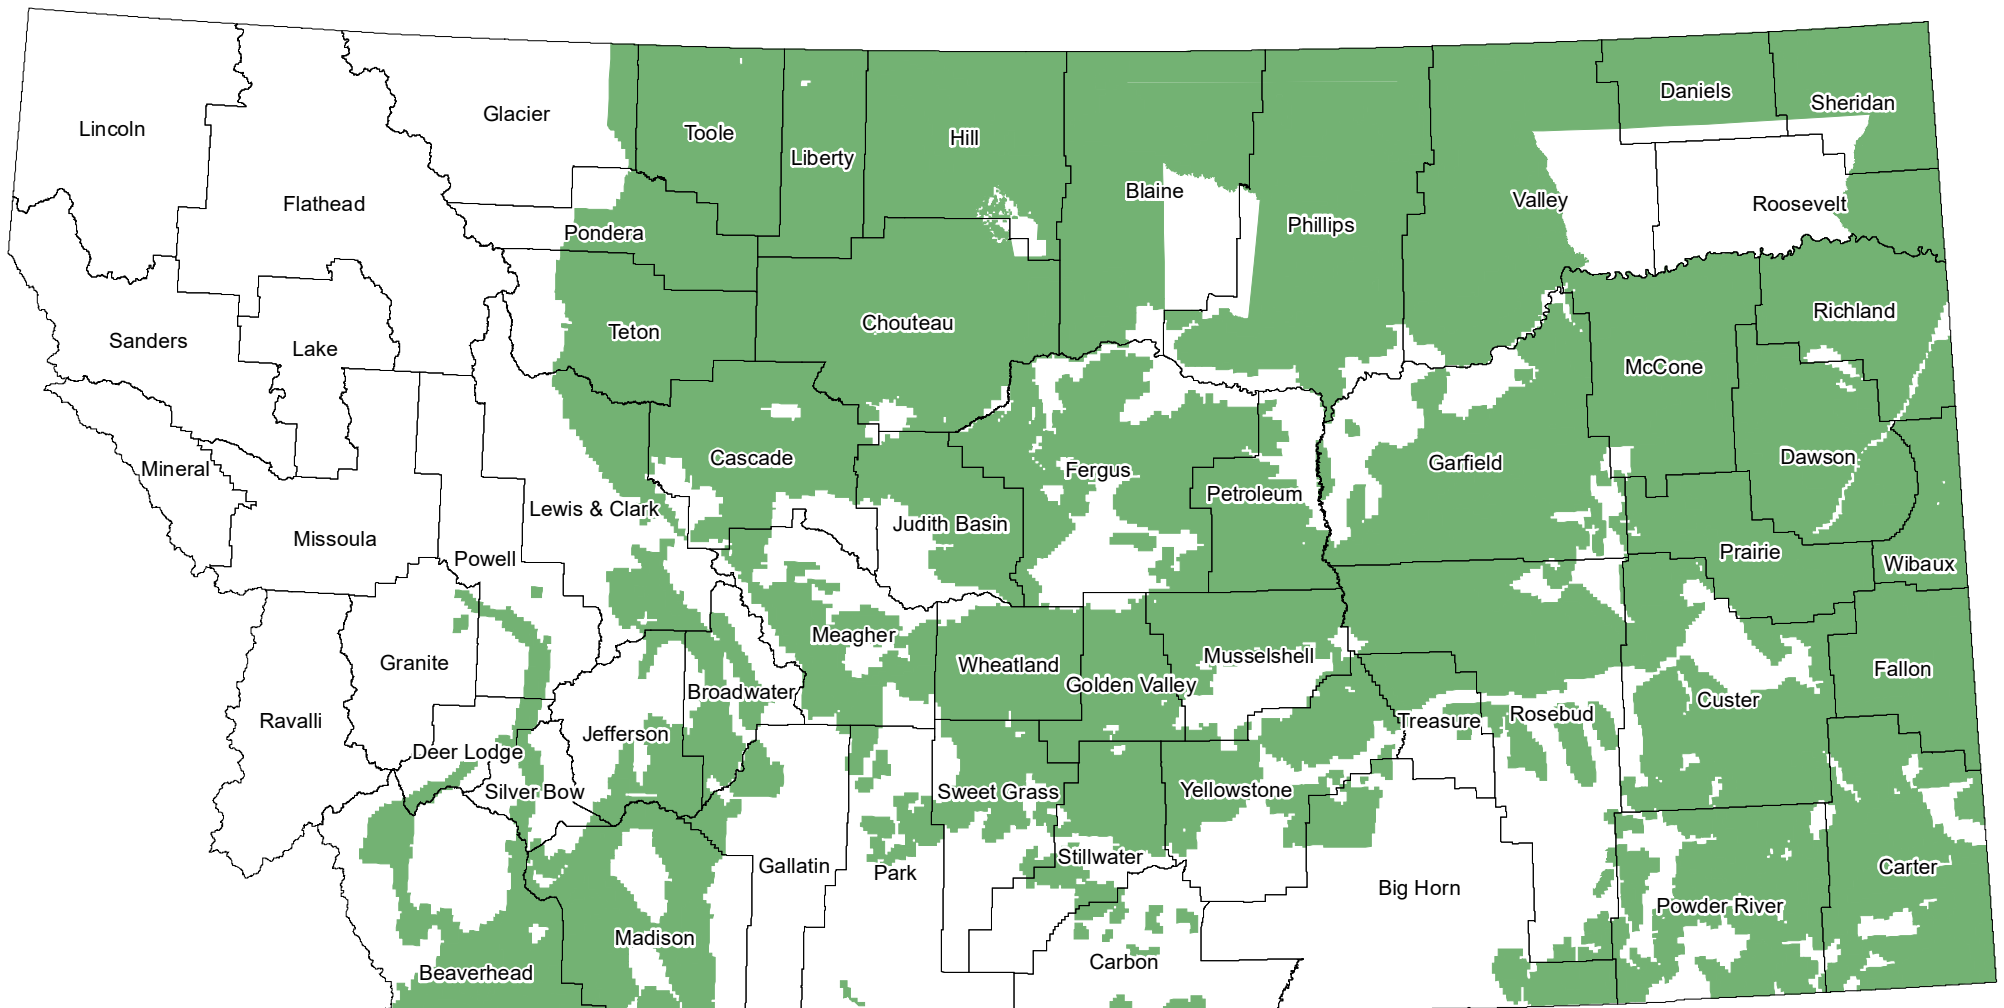 Daniels
Sheridan
Glacier
Lincoln
Toole
Hill
Liberty
Blaine
Valley
Roosevelt
Flathead
Phillips
Pondera
Richland
Chouteau
Teton
Sanders
Lake
McCone
Dawson
Cascade
Garfield
Mineral
Fergus
Petroleum
Lewis & Clark
Judith Basin
Missoula
Prairie
Powell
Wibaux
Meagher
Musselshell
Granite
Wheatland
Fallon
Golden Valley
Broadwater
Custer
Rosebud
Ravalli
Treasure
Jefferson
Deer Lodge
Yellowstone
Silver Bow
Sweet Grass
Stillwater
Gallatin
Carter
Park
Big Horn
Powder River
Madison
Carbon
Beaverhead